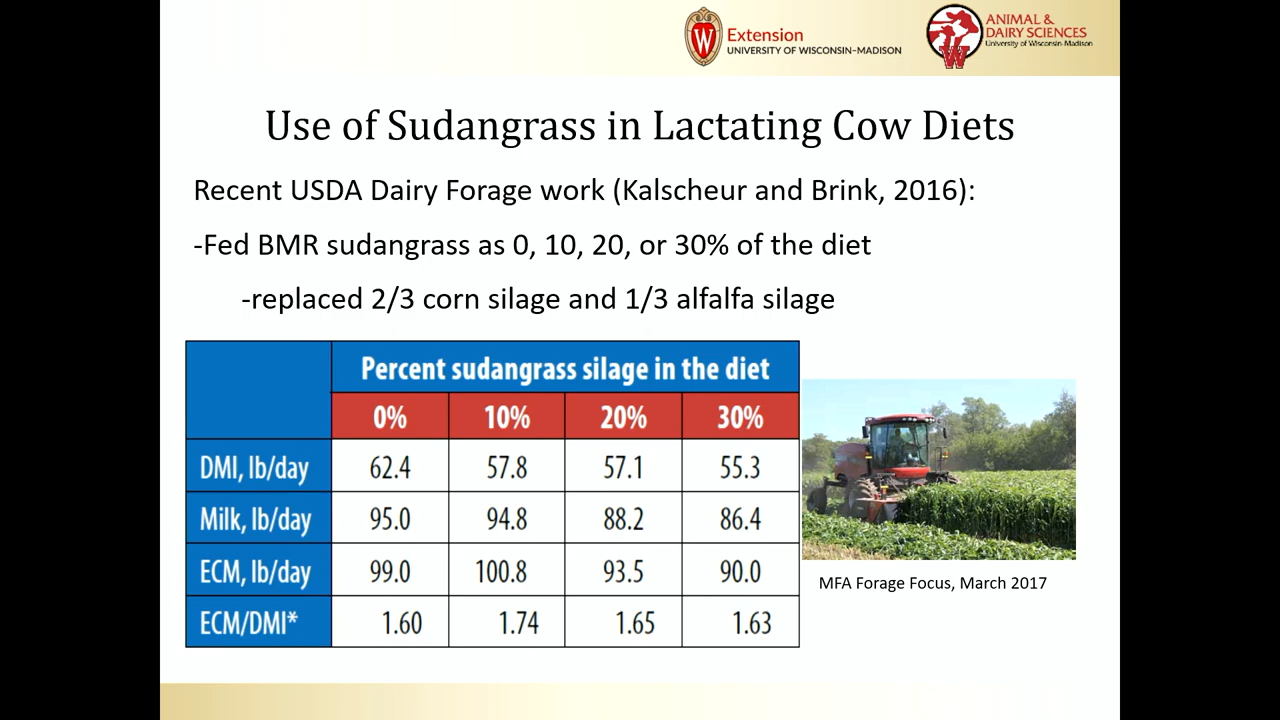 Extension
UNIVERSITY OF WISCONSIN–MADISON
ANIMAL &
DAIRY SCIENCES
University of Wisconsin-Madison
W
W
Use of Sudangrass in Lactating Cow Diets
Recent USDA Dairy Forage work (Kalscheur and Brink, 2016):
-Fed BMR sudangrass as 0, 10, 20, or 30% of the diet
-replaced 2/3 corn silage and 1/3 alfalfa silage
Percent sudangrass silage in the diet
0% 10% 20% 30%
DMI, lb/day 62.4 57.8 57.1 55.3
Milk, lb/day 95.0 94.8 88.2 86.4
ECM, lb/day 99.0 100.8 93.5 90.0
ECM/DMI* 1.60 1.74 1.65 1.63
MFA Forage Focus, March 2017